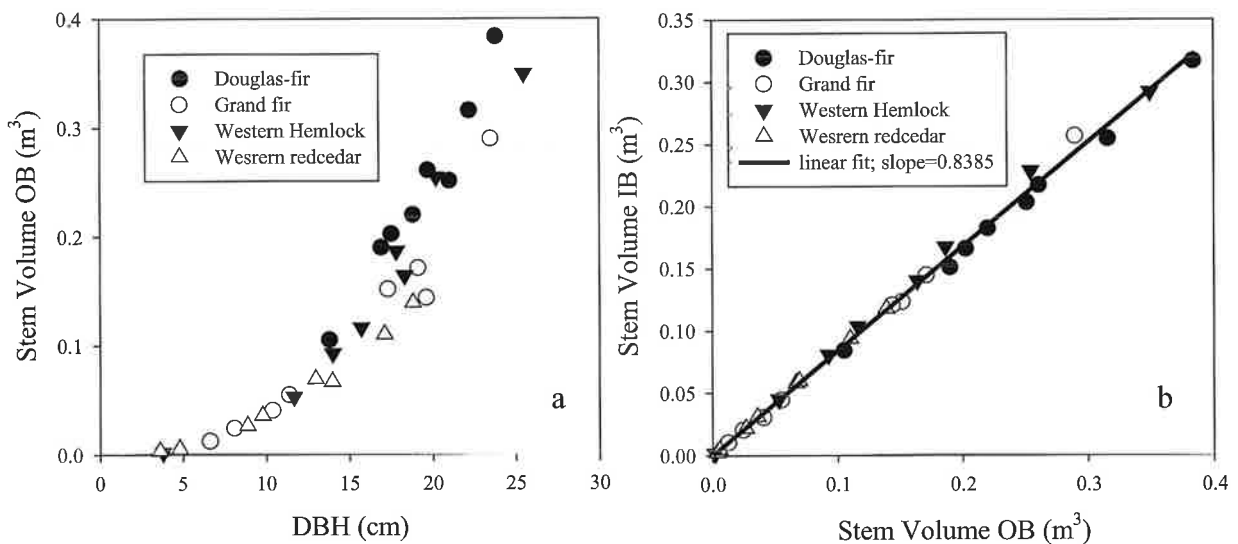 0.4
0.3
0.2
0.1
0.0
Stem Volume OB (m³)
Douglas-fir
Grand fir
Western Hemlock
Wesrern redcedar
a
0
5
10
15
20
25
30
DBH (cm)
0.35
0.30
0.25
0.20
0.15
0.10
0.05
0.00
Stem Volume IB (m³)
Douglas-fir
Grand fir
Western Hemlock
Wesrern redcedar
linear fit; slope=0.8385
b
0.0
0.1
0.2
0.3
0.4
Stem Volume OB (m³)